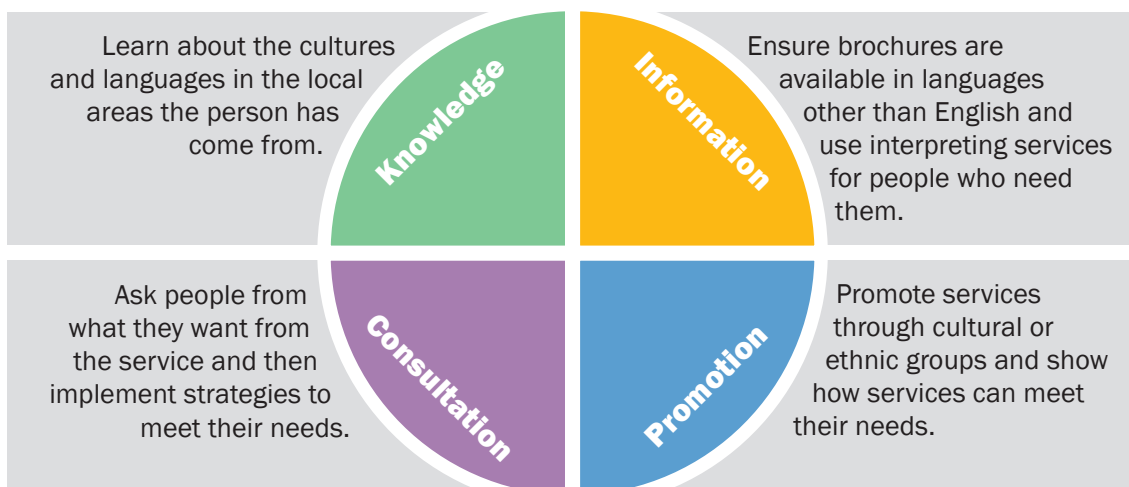 Learn about the cultures
and languages in the local
areas the person has
come from.
Knowledge
Information
Ensure brochures are
available in languages
other than English and
use interpreting services
for people who need
them.
Ask people from
what they want from
the service and then
implement strategies to
meet their needs.
Consultation
Promotion
Promote services
through cultural or
ethnic groups and show
how services can meet
their needs.